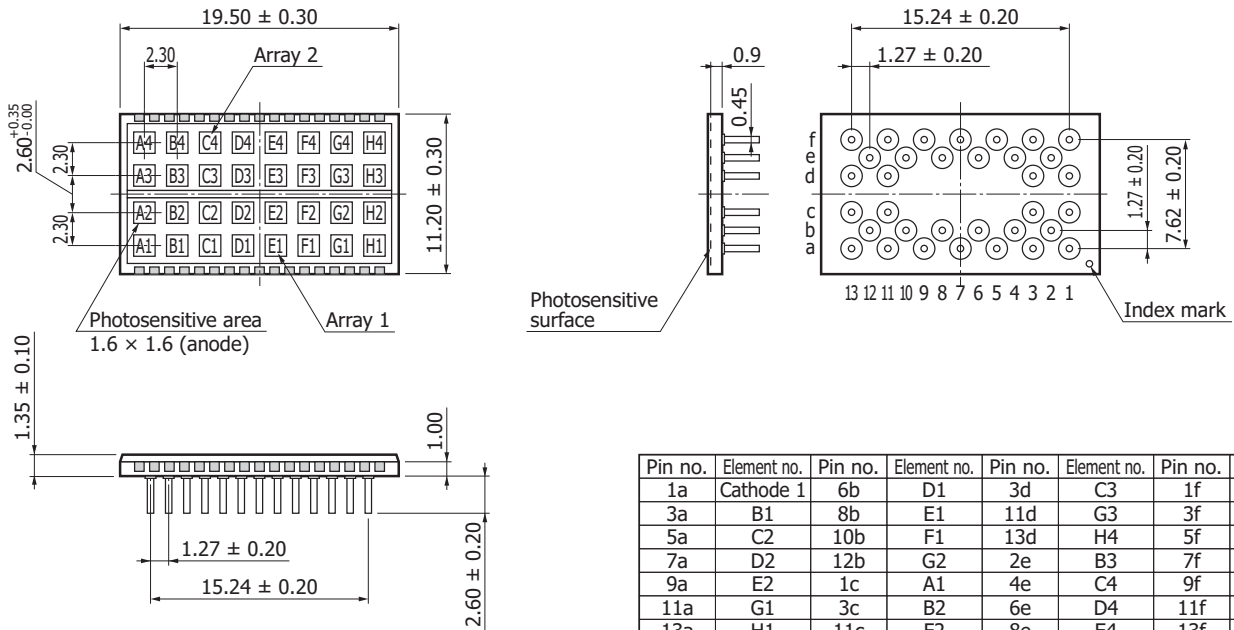 19.50 ± 0.30
2.30
Array 2
2.60 +0.35 -0.00
2.30
2.30
A4 B4 C4 D4 E4 F4 G4 H4
A3 B3 C3 D3 E3 F3 G3 H3
A2 B2 C2 D2 E2 F2 G2 H2
A1 B1 C1 D1 E1 F1 G1 H1
11.20 ± 0.30
Photosensitive area
1.6 × 1.6 (anode)
Array 1
0.9
0.45
Photosensitive
surface
15.24 ± 0.20
1.27 ± 0.20
f
e
d
c
b
a
1.27 ± 0.20
7.62 ± 0.20
13 12 11 10 9 8 7 6 5 4 3 2 1
Index mark
1.35 ± 0.10
1.00
1.27 ± 0.20
15.24 ± 0.20
2.60 ± 0.20
Pin no. Element no. Pin no. Element no. Pin no. Element no. Pin no.
1a Cathode 1 6b D1 3d C3 1f
3a B1 8b E1 11d G3 3f
5a C2 10b F1 13d H4 5f
7a D2 12b G2 2e B3 7f
9a E2 1c A1 4e C4 9f
11a G1 3c B2 6e D4 11f